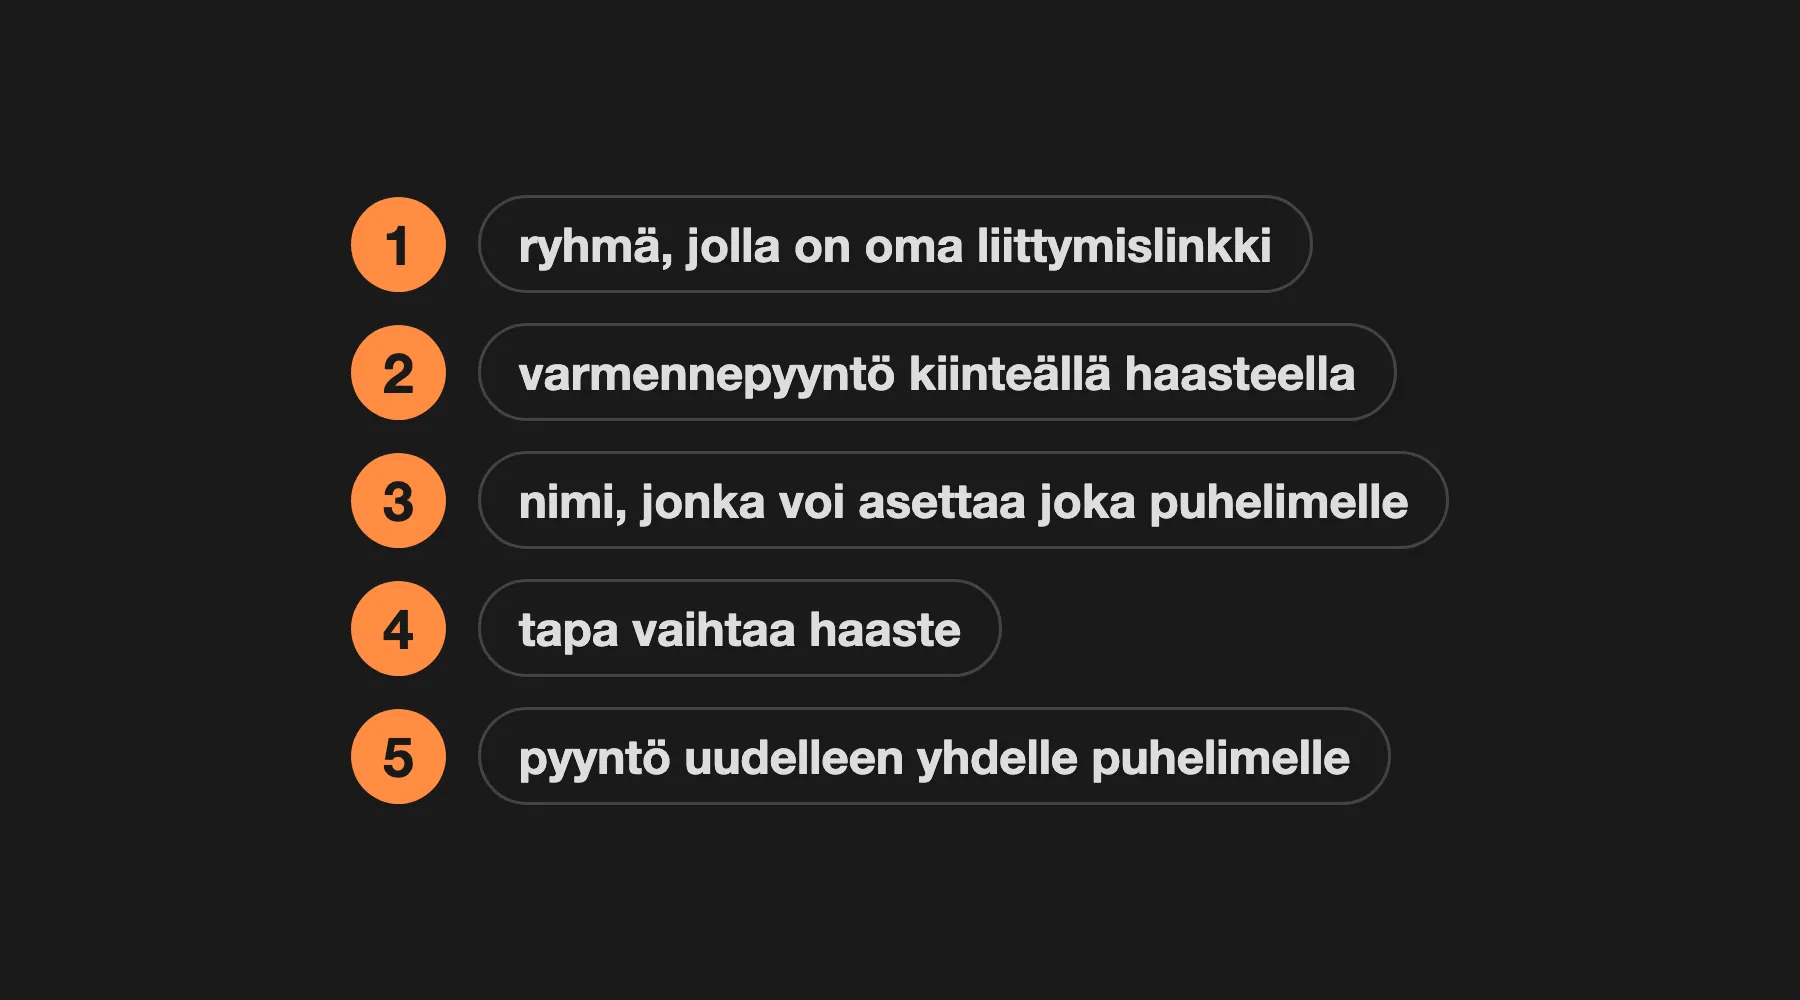 1 ryhmä, jolla on oma liittymislinkki
2 varmennepyyntö kiinteällä haasteella
3 nimi, jonka voi asettaa joka puhelimelle
4 tapa vaihtaa haaste
5 pyyntö uudelleen yhdelle puhelimelle